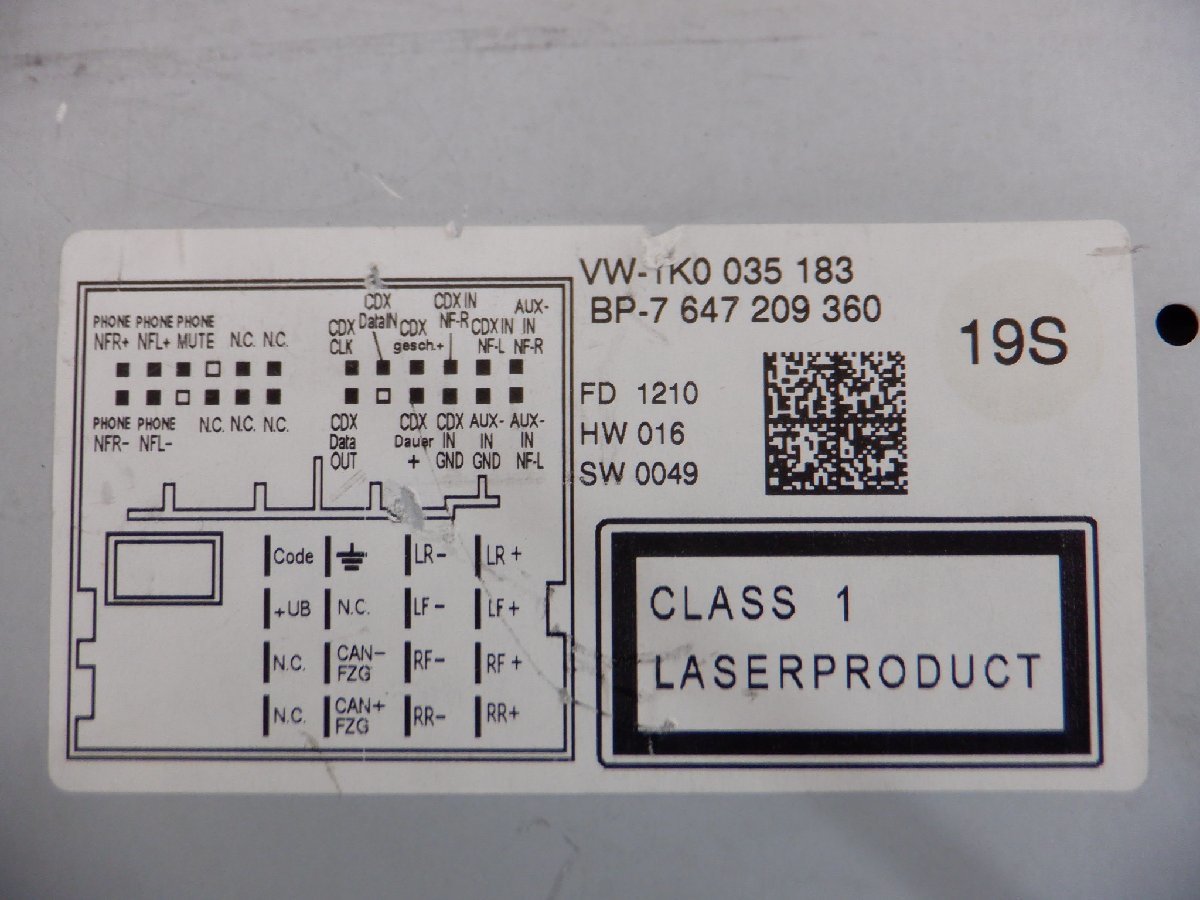 VW-1K0 035 183
BP-7 647 209 360
19S
FD 1210
HW 016
SW 0049
CLASS 1
LASERPRODUCT
PHONE NFR+
PHONE NFL+
PHONE MUTE
N.C. N.C.
CDX CLK
CDX DataIN
CDX gesch.+
CDX IN NF-R
CDX IN NF-L
AUX-IN NF-R
PHONE NFR-
PHONE NFL-
N.C. N.C. N.C.
CDX Data OUT
CDX Dauer +
CDX IN GND
AUX-IN GND
AUX-IN NF-L
Code LR- LR+
+UB N.C. LF- LF+
N.C. CAN- FZG RF- RF+
N.C. CAN+ FZG RR- RR+